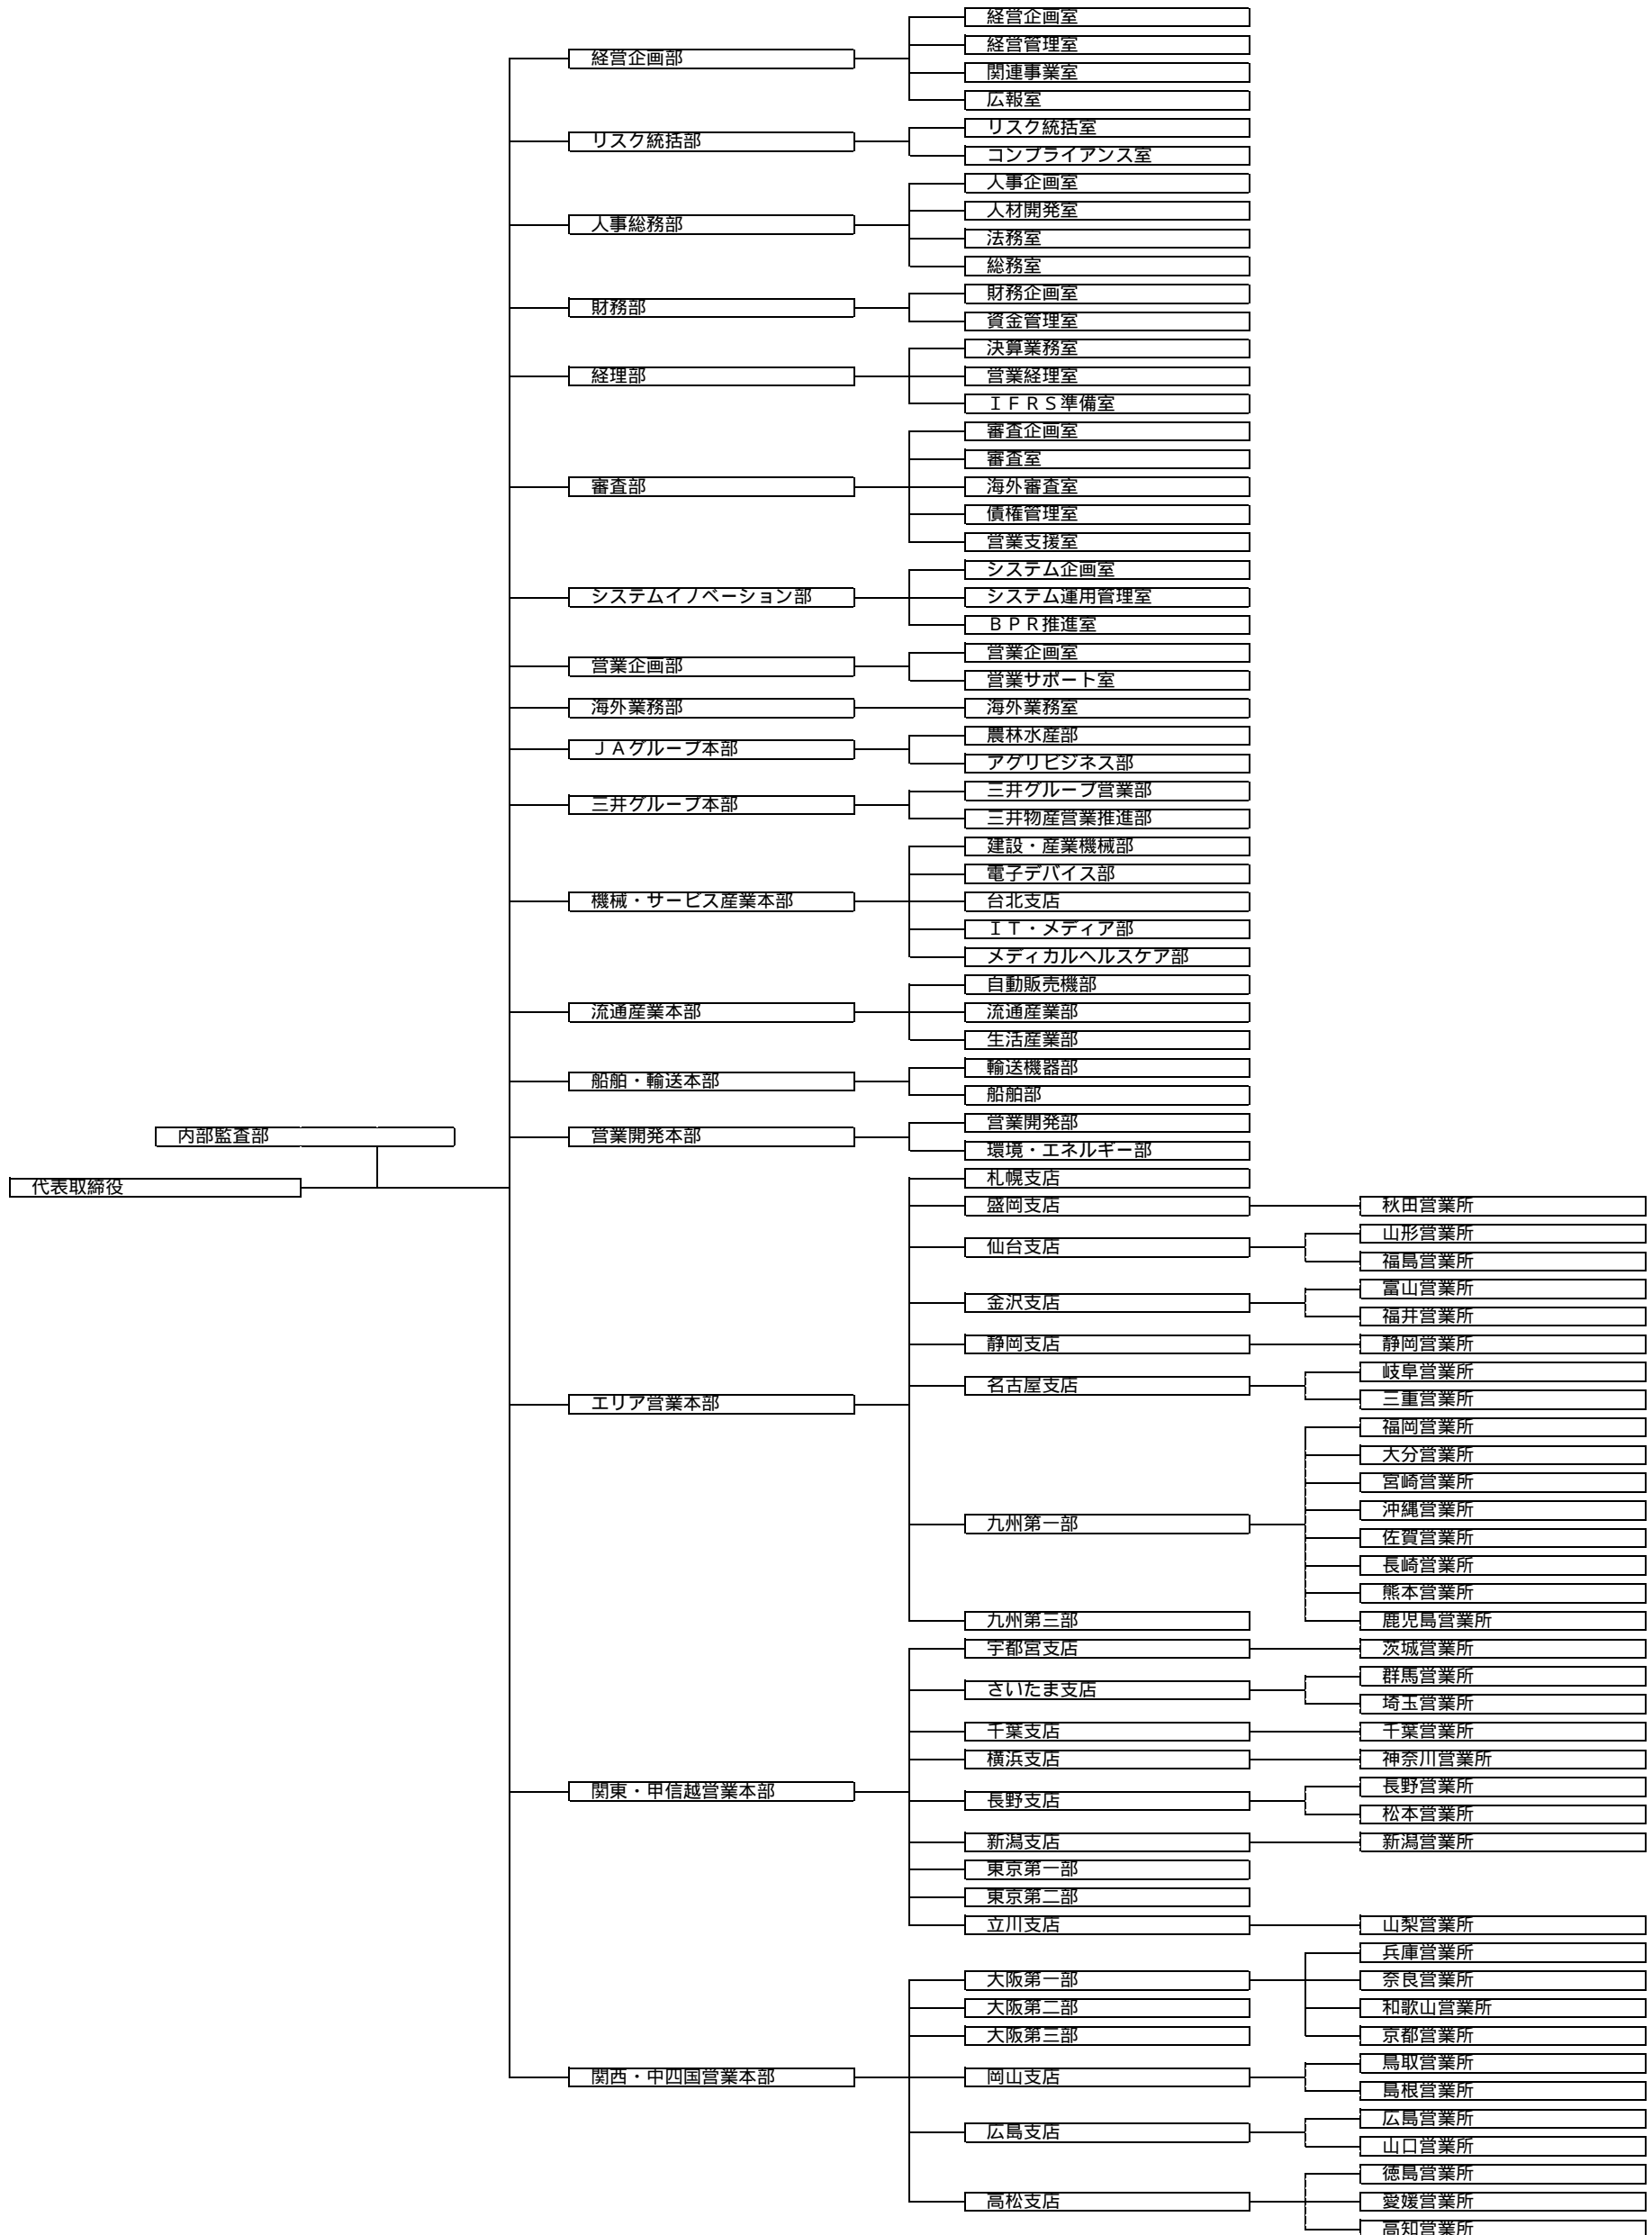 代表取締役
内部監査部
経営企画部
経営企画室
経営管理室
関連事業室
広報室
リスク統括部
リスク統括室
コンプライアンス室
人事総務部
人事企画室
人材開発室
法務室
総務室
財務部
財務企画室
資金管理室
経理部
決算業務室
営業経理室
ＩＦＲＳ準備室
審査部
審査企画室
審査室
海外審査室
債権管理室
営業支援室
システムイノベーション部
システム企画室
システム運用管理室
ＢＰＲ推進室
営業企画部
営業企画室
営業サポート室
海外業務部
海外業務室
ＪＡグループ本部
農林水産部
アグリビジネス部
三井グループ本部
三井グループ営業部
三井物産営業推進部
機械・サービス産業本部
建設・産業機械部
電子デバイス部
台北支店
ＩＴ・メディア部
メディカルヘルスケア部
流通産業本部
自動販売機部
流通産業部
生活産業部
船舶・輸送本部
輸送機器部
船舶部
営業開発本部
営業開発部
環境・エネルギー部
エリア営業本部
札幌支店
盛岡支店
秋田営業所
仙台支店
山形営業所
福島営業所
金沢支店
富山営業所
福井営業所
静岡支店
静岡営業所
名古屋支店
岐阜営業所
三重営業所
九州第一部
福岡営業所
大分営業所
宮崎営業所
沖縄営業所
佐賀営業所
長崎営業所
熊本営業所
鹿児島営業所
九州第三部
関東・甲信越営業本部
宇都宮支店
茨城営業所
さいたま支店
群馬営業所
埼玉営業所
千葉支店
千葉営業所
横浜支店
神奈川営業所
長野支店
長野営業所
松本営業所
新潟支店
新潟営業所
東京第一部
東京第二部
立川支店
山梨営業所
関西・中四国営業本部
大阪第一部
兵庫営業所
奈良営業所
和歌山営業所
京都営業所
大阪第二部
大阪第三部
岡山支店
鳥取営業所
島根営業所
広島支店
広島営業所
山口営業所
高松支店
徳島営業所
愛媛営業所
高知営業所